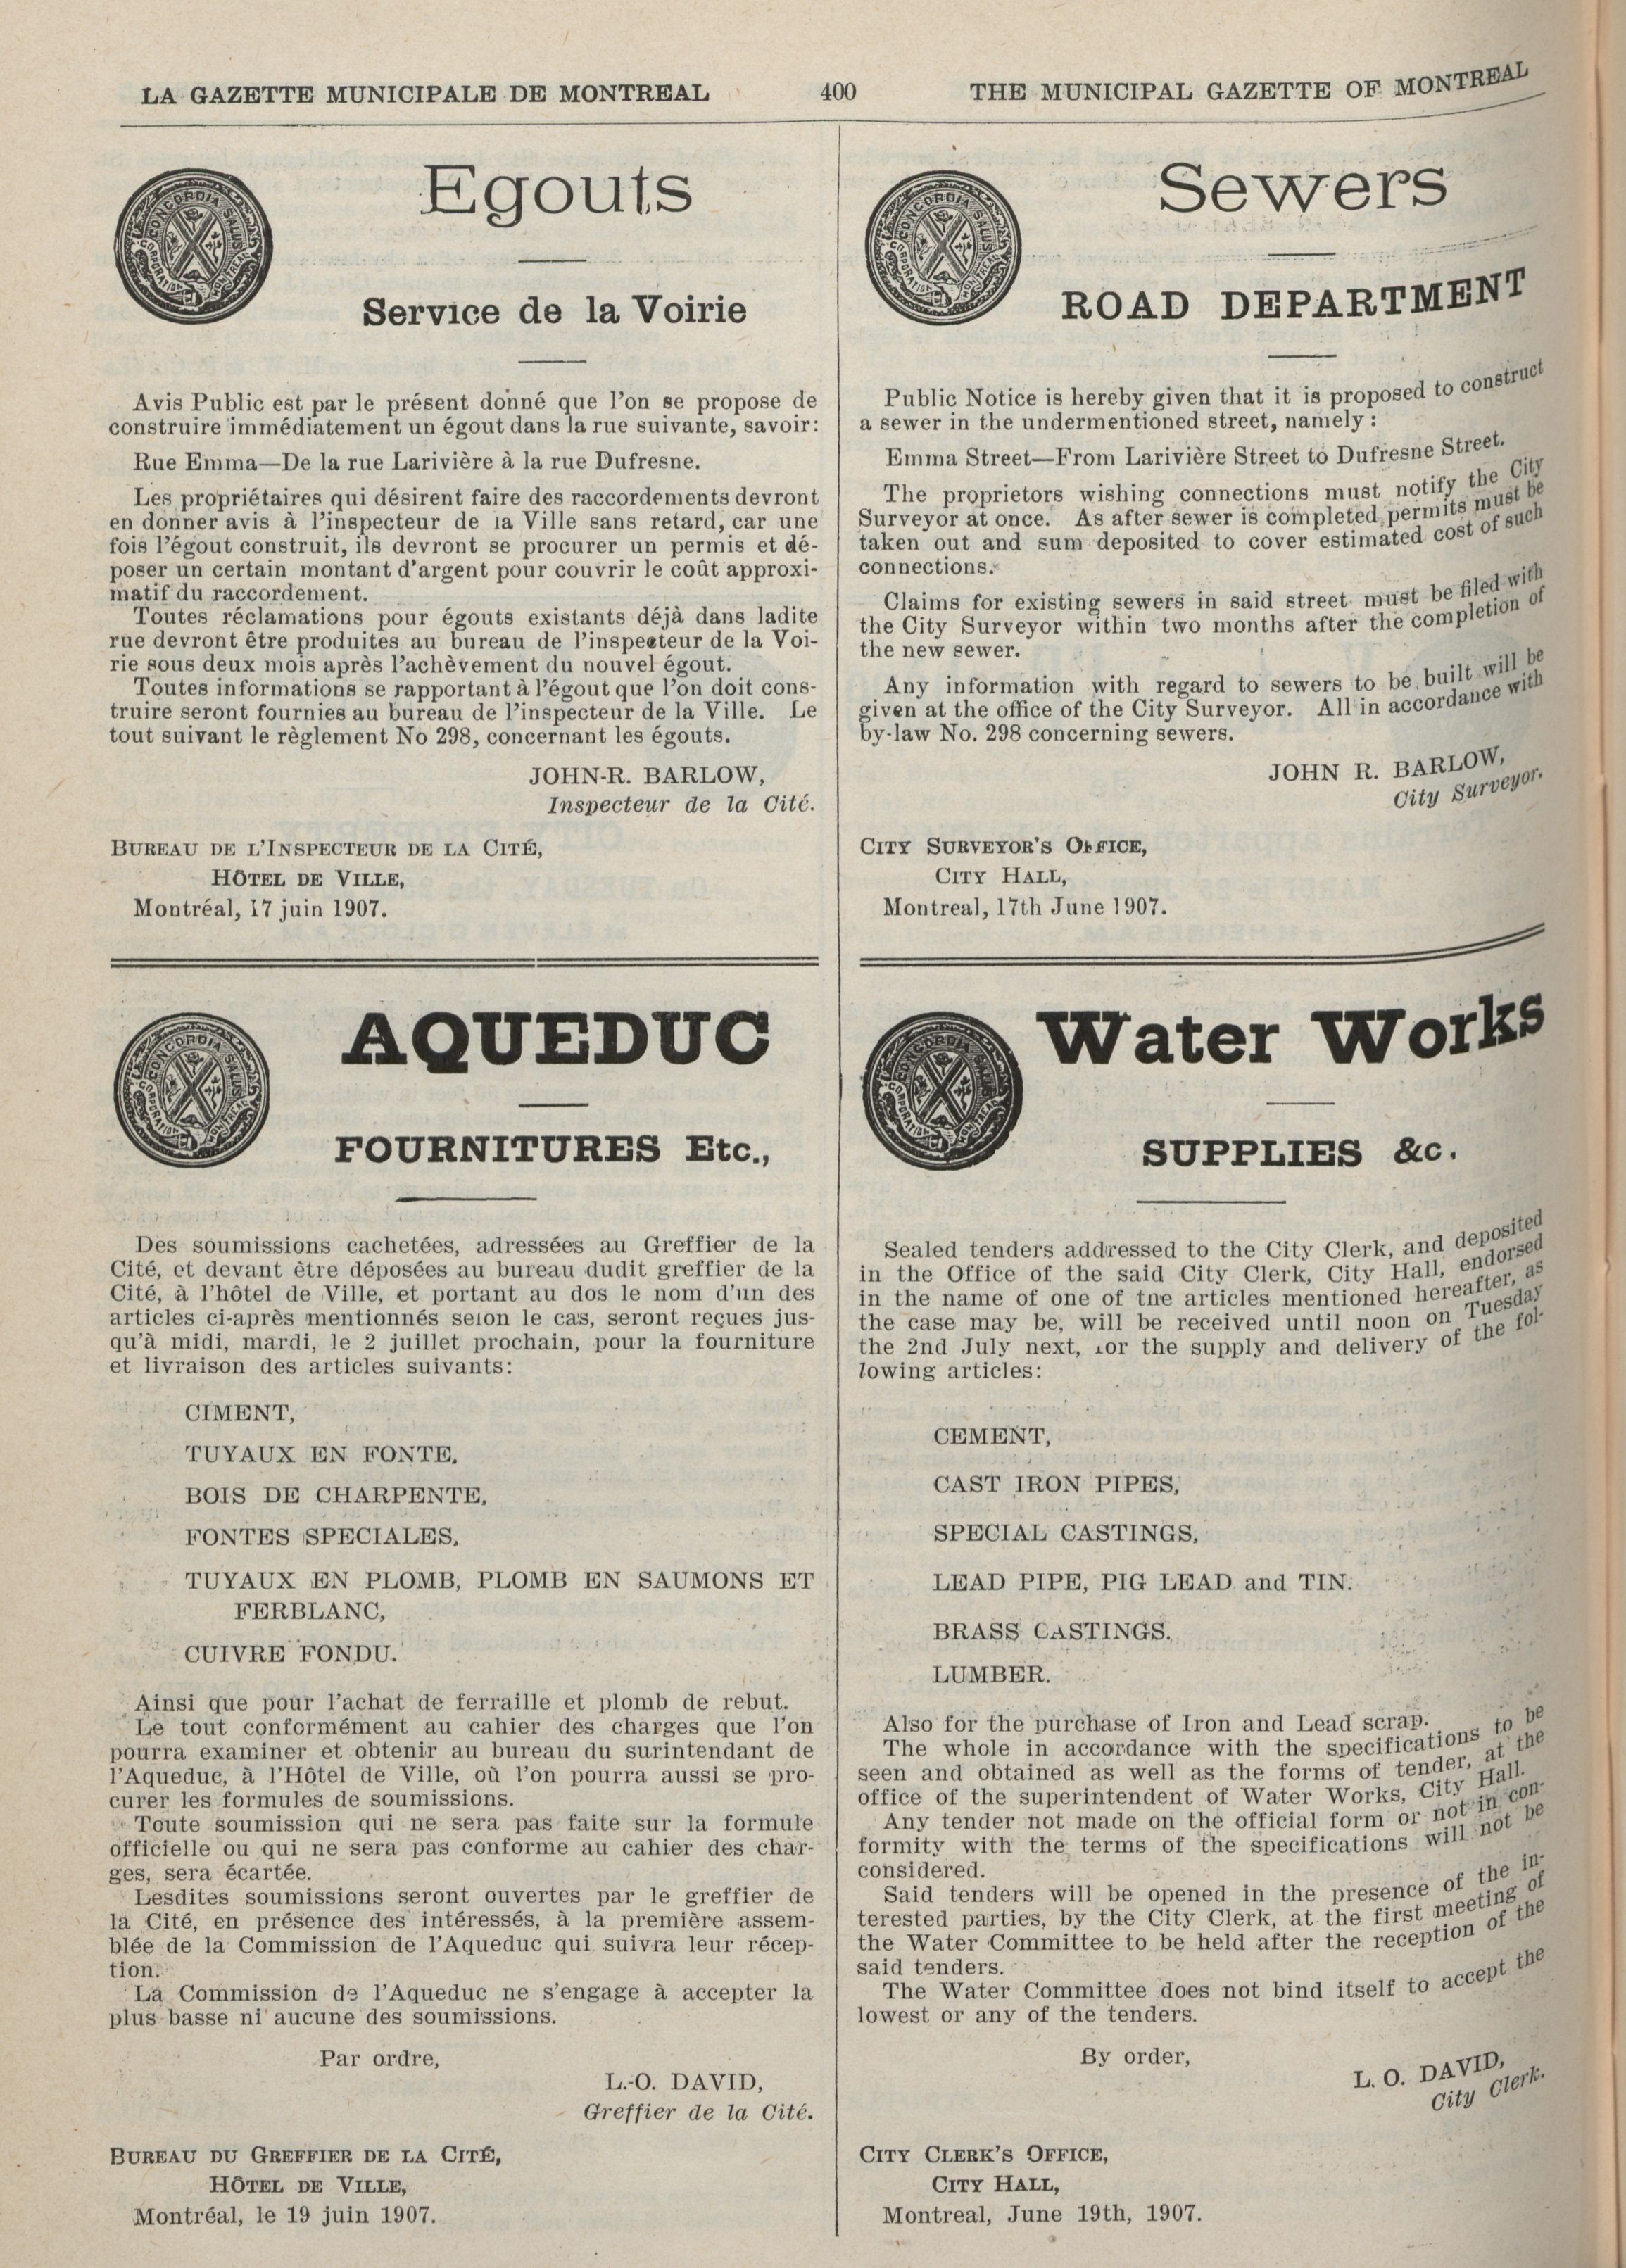 LA GAZETTE MUNICIPALE DE MONTREAL
400
THE MUNICIPAL GAZETTE OF MONTREAL
CONCORDIA SALUS
Egouts
Service de la Voirie
Avis Public est par le présent donné que l'on se propose de
construire immédiatement un égout dans la rue suivante, savoir:
Rue Emma—De la rue Larivière à la rue Dufresne.
Les propriétaires qui désirent faire des raccordements devront
en donner avis à l'inspecteur de la Ville sans retard, car une
fois l'égout construit, ils devront se procurer un permis et dé-
poser un certain montant d'argent pour couvrir le coût approxi-
matif du raccordement.
Toutes réclamations pour égouts existants déjà dans ladite
rue devront être produites au bureau de l'inspecteur de la Voi-
rie sous deux mois après l'achèvement du nouvel égout.
Toutes informations se rapportant à l'égout que l'on doit cons-
truire seront fournies au bureau de l'inspecteur de la Ville. Le
tout suivant le règlement No 298, concernant les égouts.
JOHN-R. BARLOW,
Inspecteur de la Cité.
BUREAU DE L'INSPECTEUR DE LA CITÉ,
HÔTEL DE VILLE,
Montréal, 17 juin 1907.
CONCORDIA SALUS
AQUEDUC
FOURNITURES Etc.,
Des soumissions cachetées, adressées au Greffier de la
Cité, et devant être déposées au bureau dudit greffier de la
Cité, à l'hôtel de Ville, et portant au dos le nom d'un des
articles ci-après mentionnés selon le cas, seront reçues jus-
qu'à midi, mardi, le 2 juillet prochain, pour la fourniture
et livraison des articles suivants:
CIMENT,
TUYAUX EN FONTE,
BOIS DE CHARPENTE,
FONTES SPECIALES,
TUYAUX EN PLOMB, PLOMB EN SAUMONS ET
FERBLANC,
CUIVRE FONDU.
Ainsi que pour l'achat de ferraille et plomb de rebut.
Le tout conformément au cahier des charges que l'on
pourra examiner et obtenir au bureau du surintendant de
l'Aqueduc, à l'Hôtel de Ville, où l'on pourra aussi se pro-
curer les formules de soumissions.
Toute soumission qui ne sera pas faite sur la formule
officielle ou qui ne sera pas conforme au cahier des char-
ges, sera écartée.
Lesdites soumissions seront ouvertes par le greffier de
la Cité, en présence des intéressés, à la première assem-
blée de la Commission de l'Aqueduc qui suivra leur récep-
tion.
La Commission de l'Aqueduc ne s'engage à accepter la
plus basse ni aucune des soumissions.
Par ordre,
L.-O. DAVID,
Greffier de la Cité.
BUREAU DU GREFFIER DE LA CITÉ,
HÔTEL DE VILLE,
Montréal, le 19 juin 1907.
CONCORDIA SALUS
Sewers
ROAD DEPARTMENT
Public Notice is hereby given that it is proposed to construct
a sewer in the undermentioned street, namely:
Emma Street—From Larivière Street to Dufresne Street.
The proprietors wishing connections must notify the City
Surveyor at once. As after sewer is completed permits must be
taken out and sum deposited to cover estimated cost of such
connections.
Claims for existing sewers in said street must be filed with
the City Surveyor within two months after the completion of
the new sewer.
Any information with regard to sewers to be built will be
given at the office of the City Surveyor. All in accordance with
by-law No. 298 concerning sewers.
JOHN R. BARLOW,
City Surveyor.
CITY SURVEYOR'S OFFICE,
CITY HALL,
Montreal, 17th June 1907.
CONCORDIA SALUS
Water Works
SUPPLIES &c.
Sealed tenders addressed to the City Clerk, and deposited
in the Office of the said City Clerk, City Hall, endorsed
in the name of one of the articles mentioned hereafter, as
the case may be, will be received until noon on Tuesday
the 2nd July next, for the supply and delivery of the fol-
lowing articles:
CEMENT,
CAST IRON PIPES,
SPECIAL CASTINGS,
LEAD PIPE, PIG LEAD and TIN.
BRASS CASTINGS.
LUMBER.
Also for the purchase of Iron and Lead scrap.
The whole in accordance with the specifications to be
seen and obtained as well as the forms of tender, at the
office of the superintendent of Water Works, City Hall.
Any tender not made on the official form or not in con-
formity with the terms of the specifications will not be
considered.
Said tenders will be opened in the presence of the in-
terested parties, by the City Clerk, at the first meeting of
the Water Committee to be held after the reception of the
said tenders.
The Water Committee does not bind itself to accept the
lowest or any of the tenders.
By order,
L. O. DAVID,
City Clerk.
CITY CLERK'S OFFICE,
CITY HALL,
Montreal, June 19th, 1907.